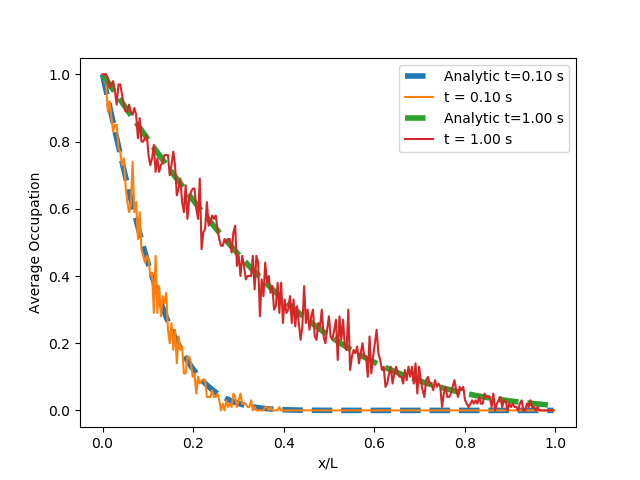 Analytic t=0.10 s
t = 0.10 s
Analytic t=1.00 s
t = 1.00 s
Average Occupation
1.0
0.8
0.6
0.4
0.2
0.0
0.0 0.2 0.4 0.6 0.8 1.0
x/L